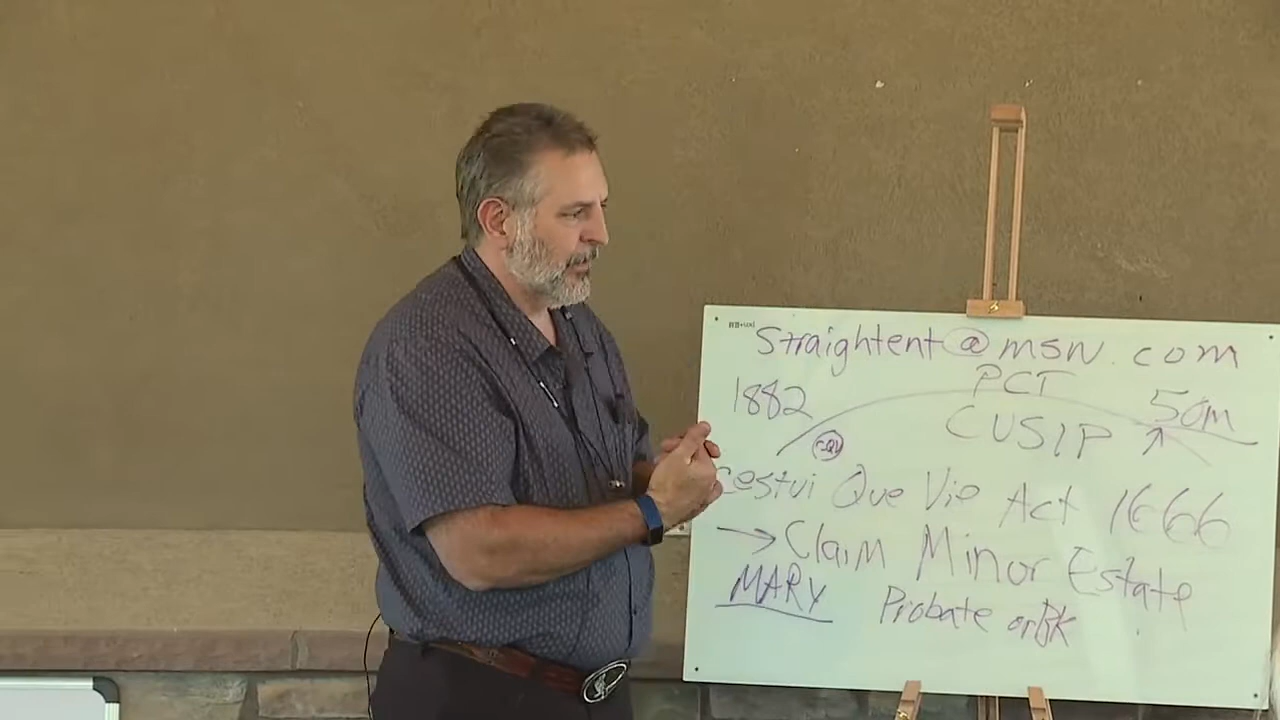 Straightent@msn.com
PCT
1882
50m
CUSIP
CQV
Cestui Que Vie Act 1666
→ Claim Minor Estate
MARY
Probate or BK